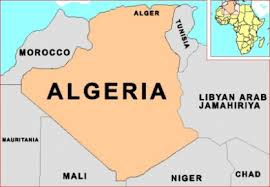 ALGER
TUNISIA
MOROCCO
ALGERIA
LIBYAN ARAB
JAMAHIRIYA
MAURITANIA
MALI
NIGER
CHAD